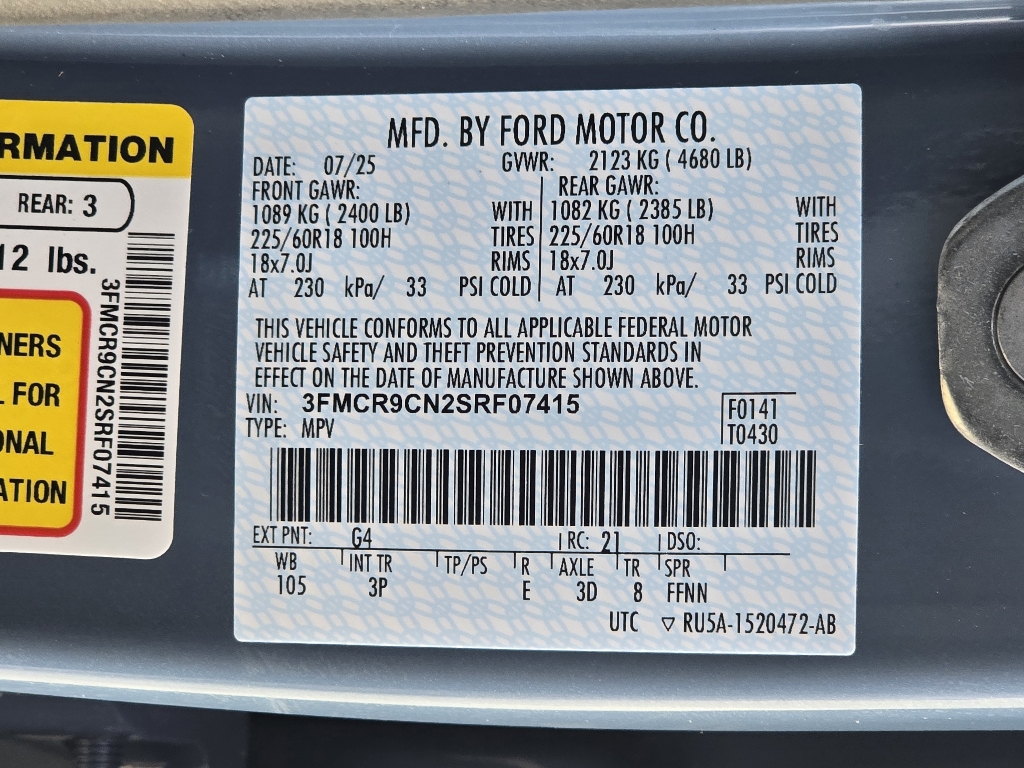 RMATION
REAR: 3
12 lbs.
NERS
L FOR
ONAL
ATION
3FMCR9CN2SRF07415
MFD. BY FORD MOTOR CO.
DATE: 07/25 GVWR: 2123 KG ( 4680 LB)
FRONT GAWR: REAR GAWR:
1089 KG ( 2400 LB) WITH 1082 KG ( 2385 LB) WITH
225/60R18 100H TIRES 225/60R18 100H TIRES
18x7.0J RIMS 18x7.0J RIMS
AT 230 kPa/ 33 PSI COLD AT 230 kPa/ 33 PSI COLD
THIS VEHICLE CONFORMS TO ALL APPLICABLE FEDERAL MOTOR
VEHICLE SAFETY AND THEFT PREVENTION STANDARDS IN
EFFECT ON THE DATE OF MANUFACTURE SHOWN ABOVE.
VIN: 3FMCR9CN2SRF07415 F0141
TYPE: MPV T0430
EXT PNT: G4 RC: 21 DSO:
WB INT TR TP/PS R AXLE TR SPR
105 3P E 3D 8 FFNN
UTC ▽ RU5A-1520472-AB